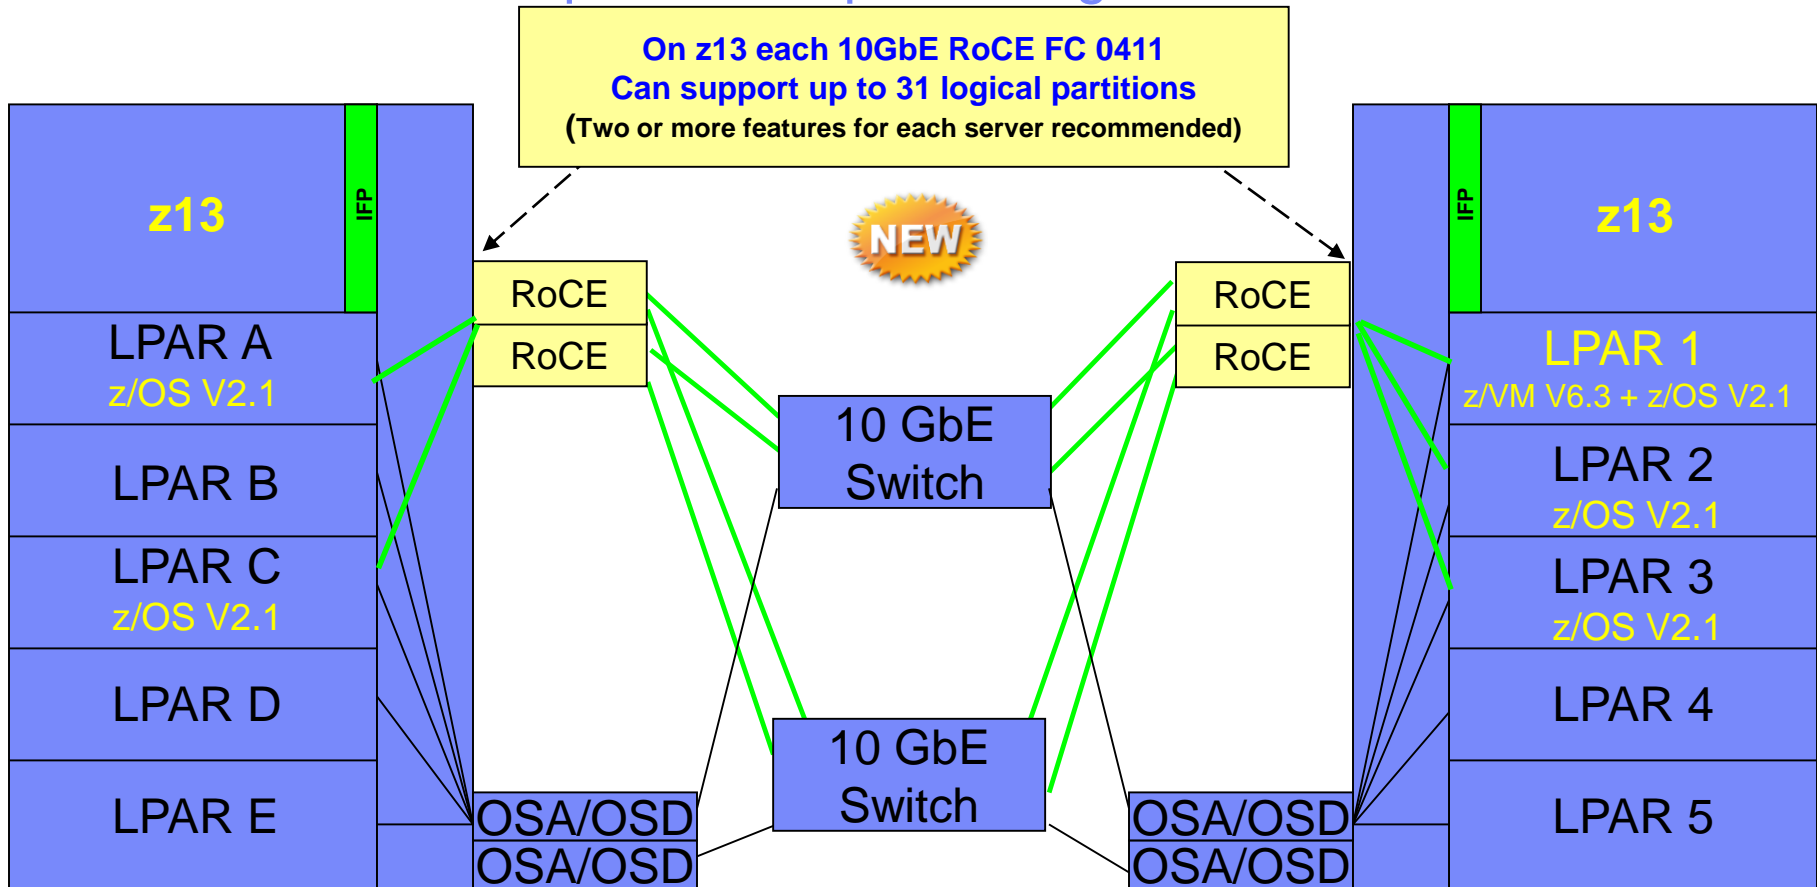 On z13 each 10GbE RoCE FC 0411
Can support up to 31 logical partitions
(Two or more features for each server recommended)
z13
IFP
NEW
IFP
z13
RoCE
RoCE
RoCE
RoCE
LPAR A
z/OS V2.1
LPAR B
LPAR C
z/OS V2.1
LPAR D
LPAR E
10 GbE
Switch
10 GbE
Switch
OSA/OSD
OSA/OSD
OSA/OSD
OSA/OSD
LPAR 1
z/VM V6.3 + z/OS V2.1
LPAR 2
z/OS V2.1
LPAR 3
z/OS V2.1
LPAR 4
LPAR 5